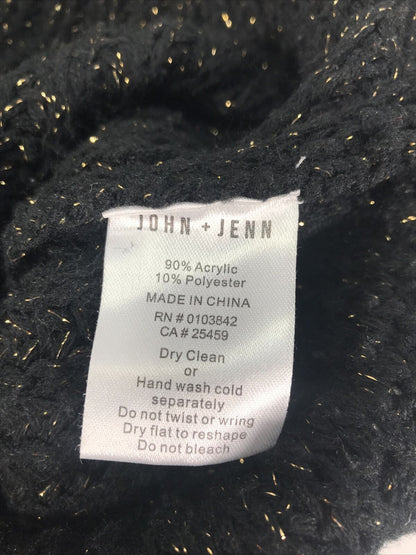 JOHN + JENN
90% Acrylic
10% Polyester
MADE IN CHINA
RN # 0103842
CA # 25459
Dry Clean
or
Hand wash cold
separately
Do not twist or wring
Dry flat to reshape
Do not bleach